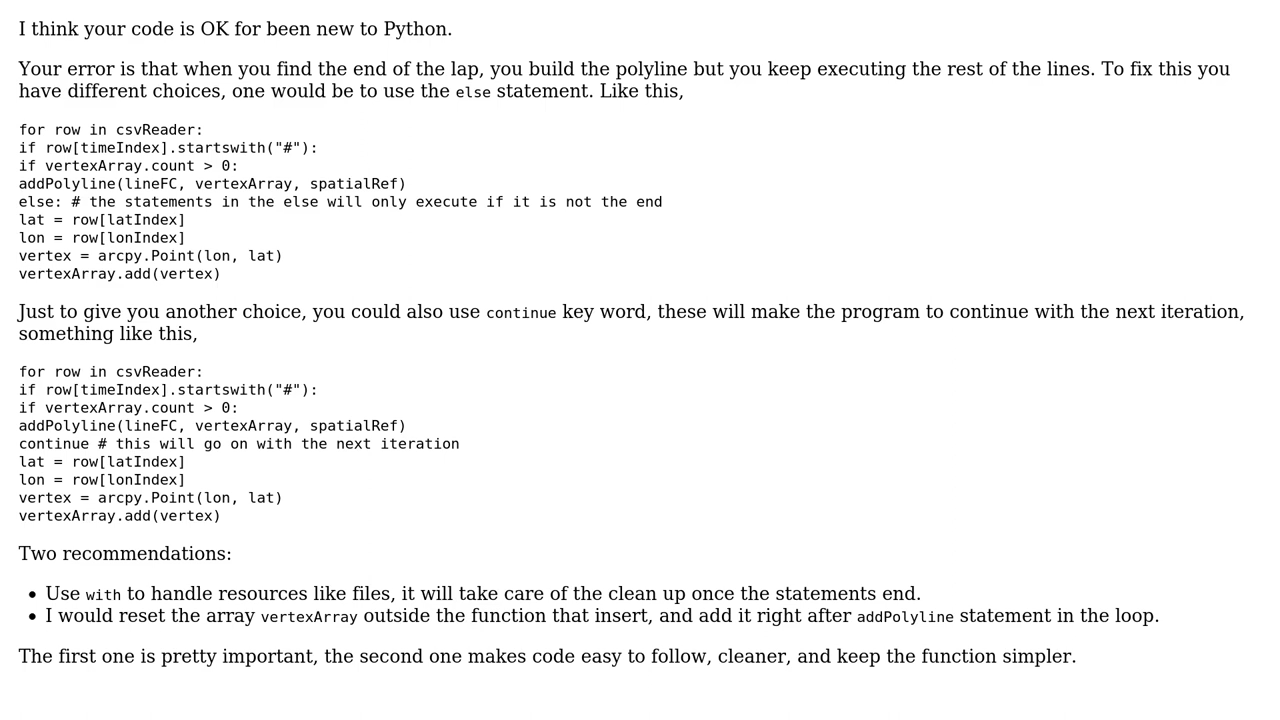 I think your code is OK for been new to Python.
Your error is that when you find the end of the lap, you build the polyline but you keep executing the rest of the lines. To fix this you
have different choices, one would be to use the else statement. Like this,
for row in csvReader:
if row[timeIndex].startswith("#"):
if vertexArray.count > 0:
addPolyline(lineFC, vertexArray, spatialRef)
else: # the statements in the else will only execute if it is not the end
lat = row[latIndex]
lon = row[lonIndex]
vertex = arcpy.Point(lon, lat)
vertexArray.add(vertex)
Just to give you another choice, you could also use continue key word, these will make the program to continue with the next iteration,
something like this,
for row in csvReader:
if row[timeIndex].startswith("#"):
if vertexArray.count > 0:
addPolyline(lineFC, vertexArray, spatialRef)
continue # this will go on with the next iteration
lat = row[latIndex]
lon = row[lonIndex]
vertex = arcpy.Point(lon, lat)
vertexArray.add(vertex)
Two recommendations:
• Use with to handle resources like files, it will take care of the clean up once the statements end.
• I would reset the array vertexArray outside the function that insert, and add it right after addPolyline statement in the loop.
The first one is pretty important, the second one makes code easy to follow, cleaner, and keep the function simpler.